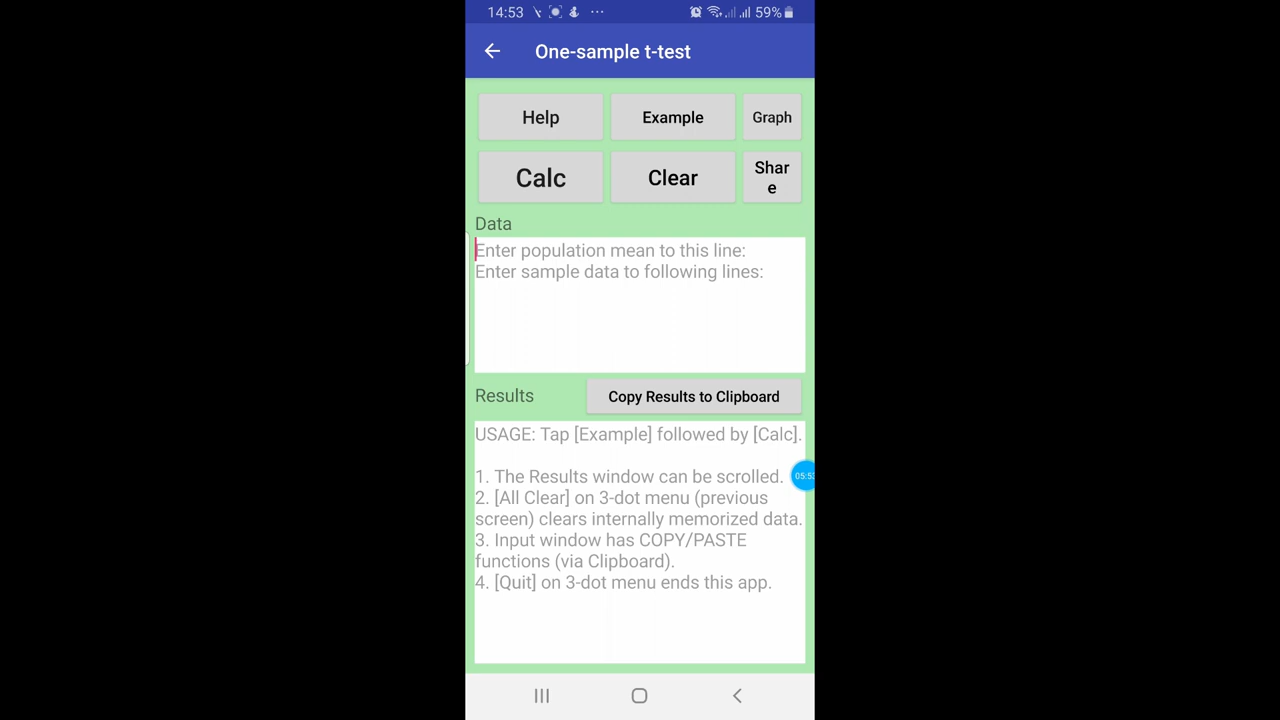 14:53 59%
One-sample t-test
Help Example Graph
Calc Clear Shar
e
Data
Enter population mean to this line:
Enter sample data to following lines:
Results Copy Results to Clipboard
USAGE: Tap [Example] followed by [Calc].
1. The Results window can be scrolled.
2. [All Clear] on 3-dot menu (previous
screen) clears internally memorized data.
3. Input window has COPY/PASTE
functions (via Clipboard).
4. [Quit] on 3-dot menu ends this app.